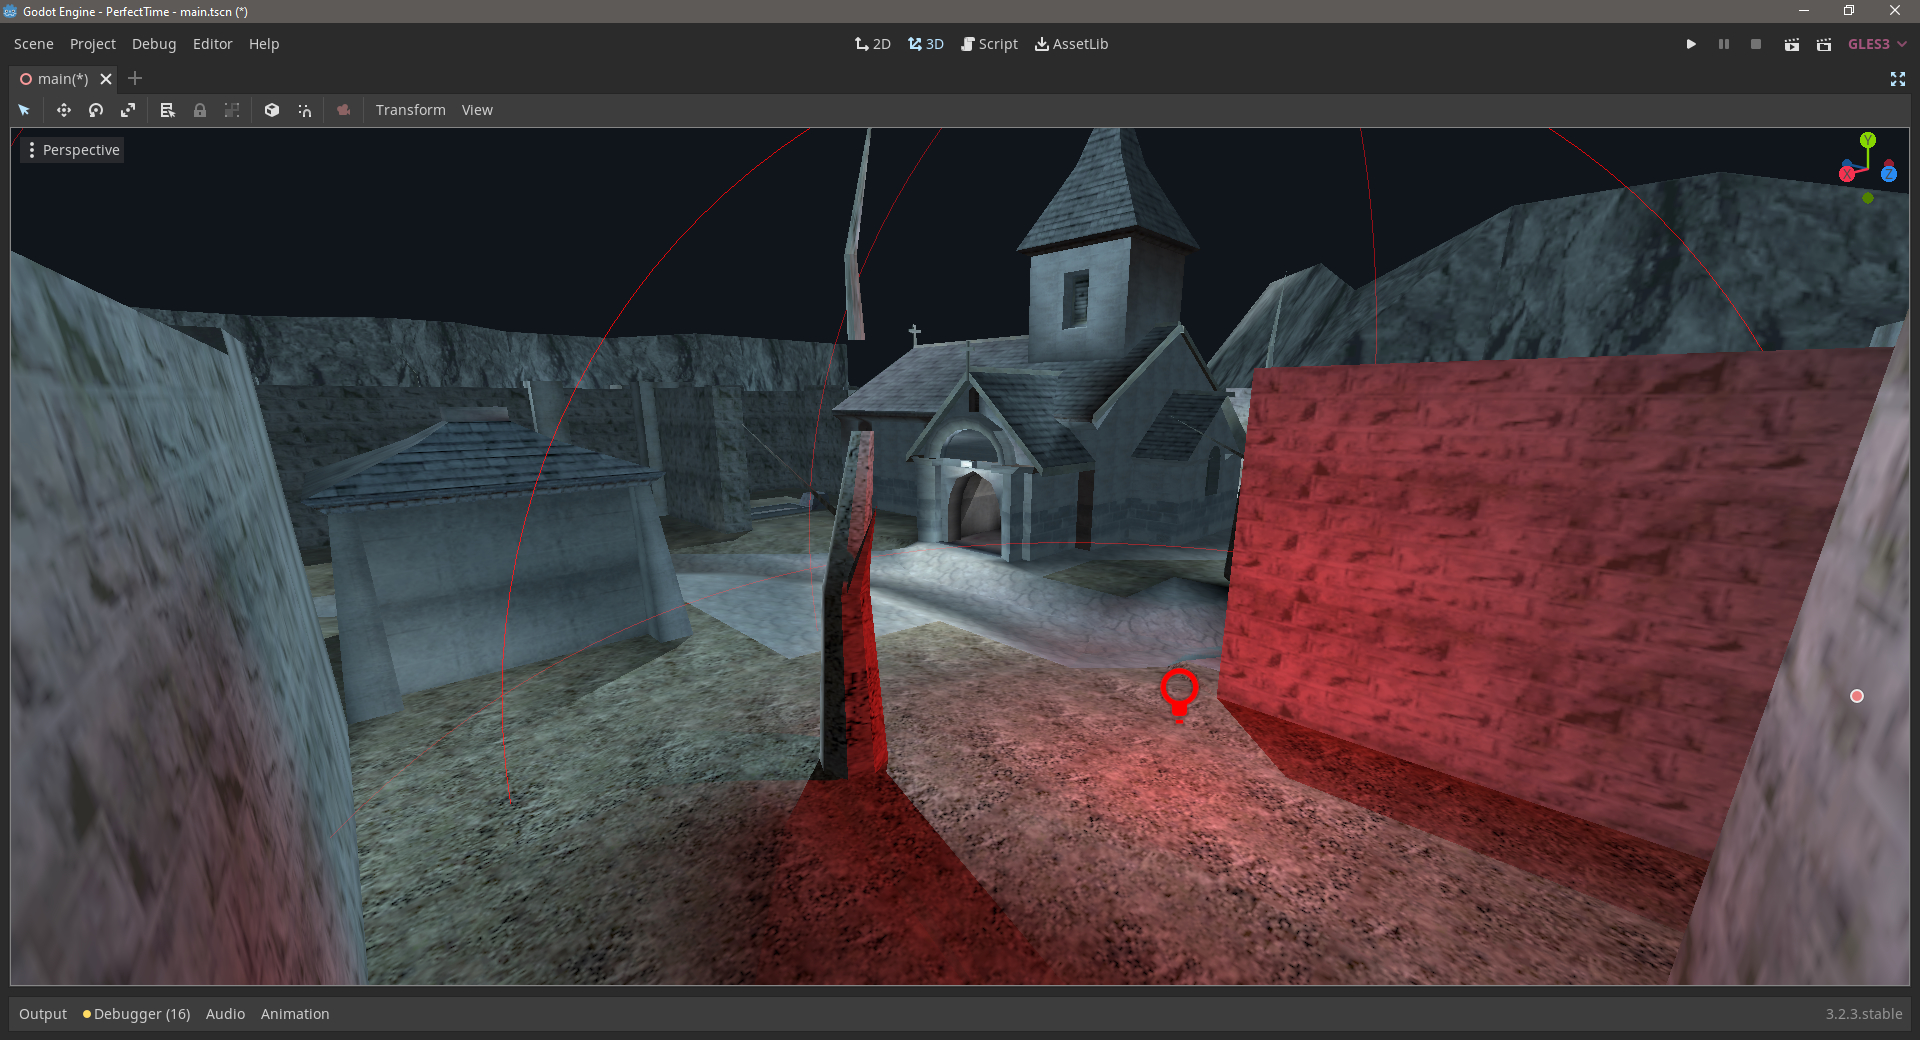 Godot Engine - PerfectTime - main.tscn (*)
Scene Project Debug Editor Help 2D 3D Script AssetLib GLES3
main(*)
Transform View
Perspective
Y
X Z
Output Debugger (16) Audio Animation 3.2.3.stable